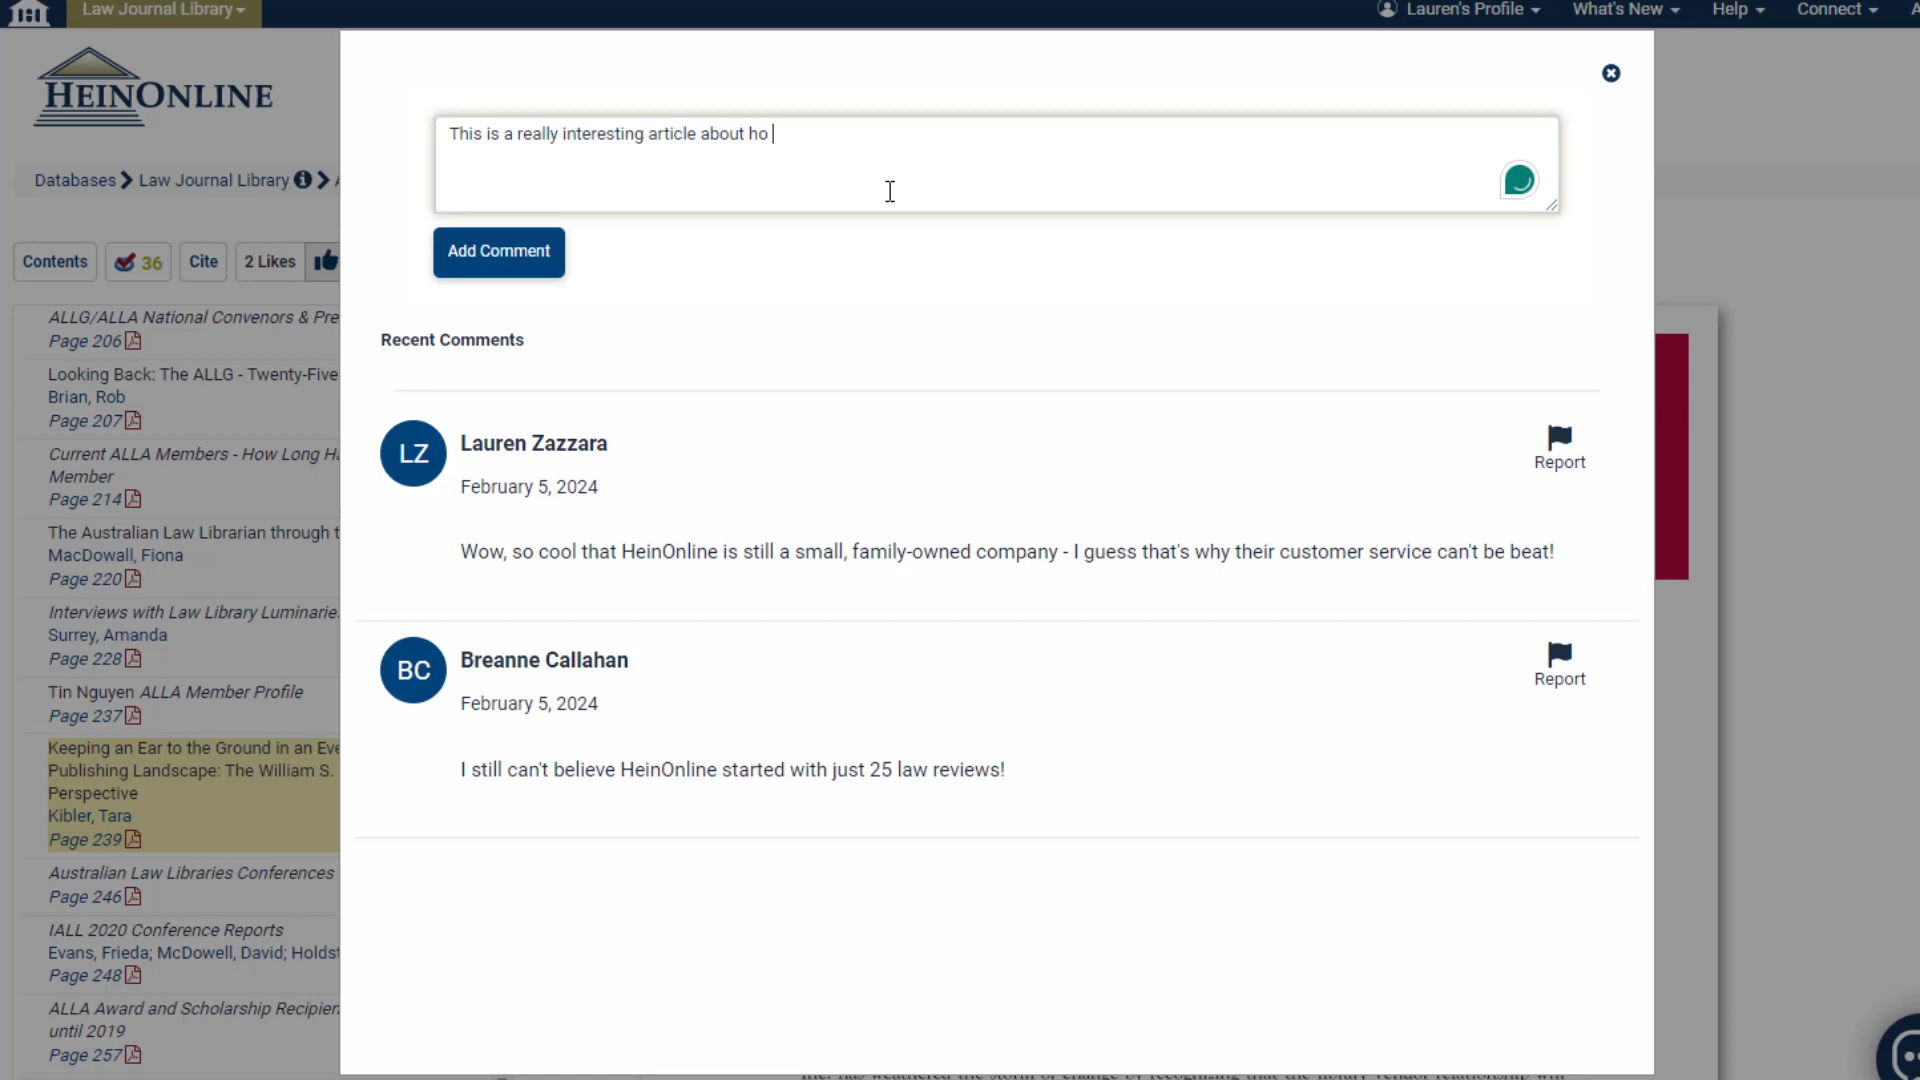 Law Journal Library
Lauren's Profile
What's New
Help
Connect
HEINONLINE
Databases
Law Journal Library
This is a really interesting article about ho
Add Comment
Contents
36
Cite
2 Likes
Recent Comments
ALLG/ALLA National Convenors & Pre
Page 206
Looking Back: The ALLG - Twenty-Five
Brian, Rob
Page 207
Current ALLA Members - How Long Ha
Member
Page 214
The Australian Law Librarian through t
MacDowall, Fiona
Page 220
Interviews with Law Library Luminaries
Surrey, Amanda
Page 228
Tin Nguyen ALLA Member Profile
Page 237
Keeping an Ear to the Ground in an Eve
Publishing Landscape: The William S.
Perspective
Kibler, Tara
Page 239
Australian Law Libraries Conferences
Page 246
IALL 2020 Conference Reports
Evans, Frieda; McDowell, David; Holdst
Page 248
ALLA Award and Scholarship Recipien
until 2019
Page 257
LZ
Lauren Zazzara
February 5, 2024
Report
Wow, so cool that HeinOnline is still a small, family-owned company - I guess that's why their customer service can't be beat!
BC
Breanne Callahan
February 5, 2024
Report
I still can't believe HeinOnline started with just 25 law reviews!